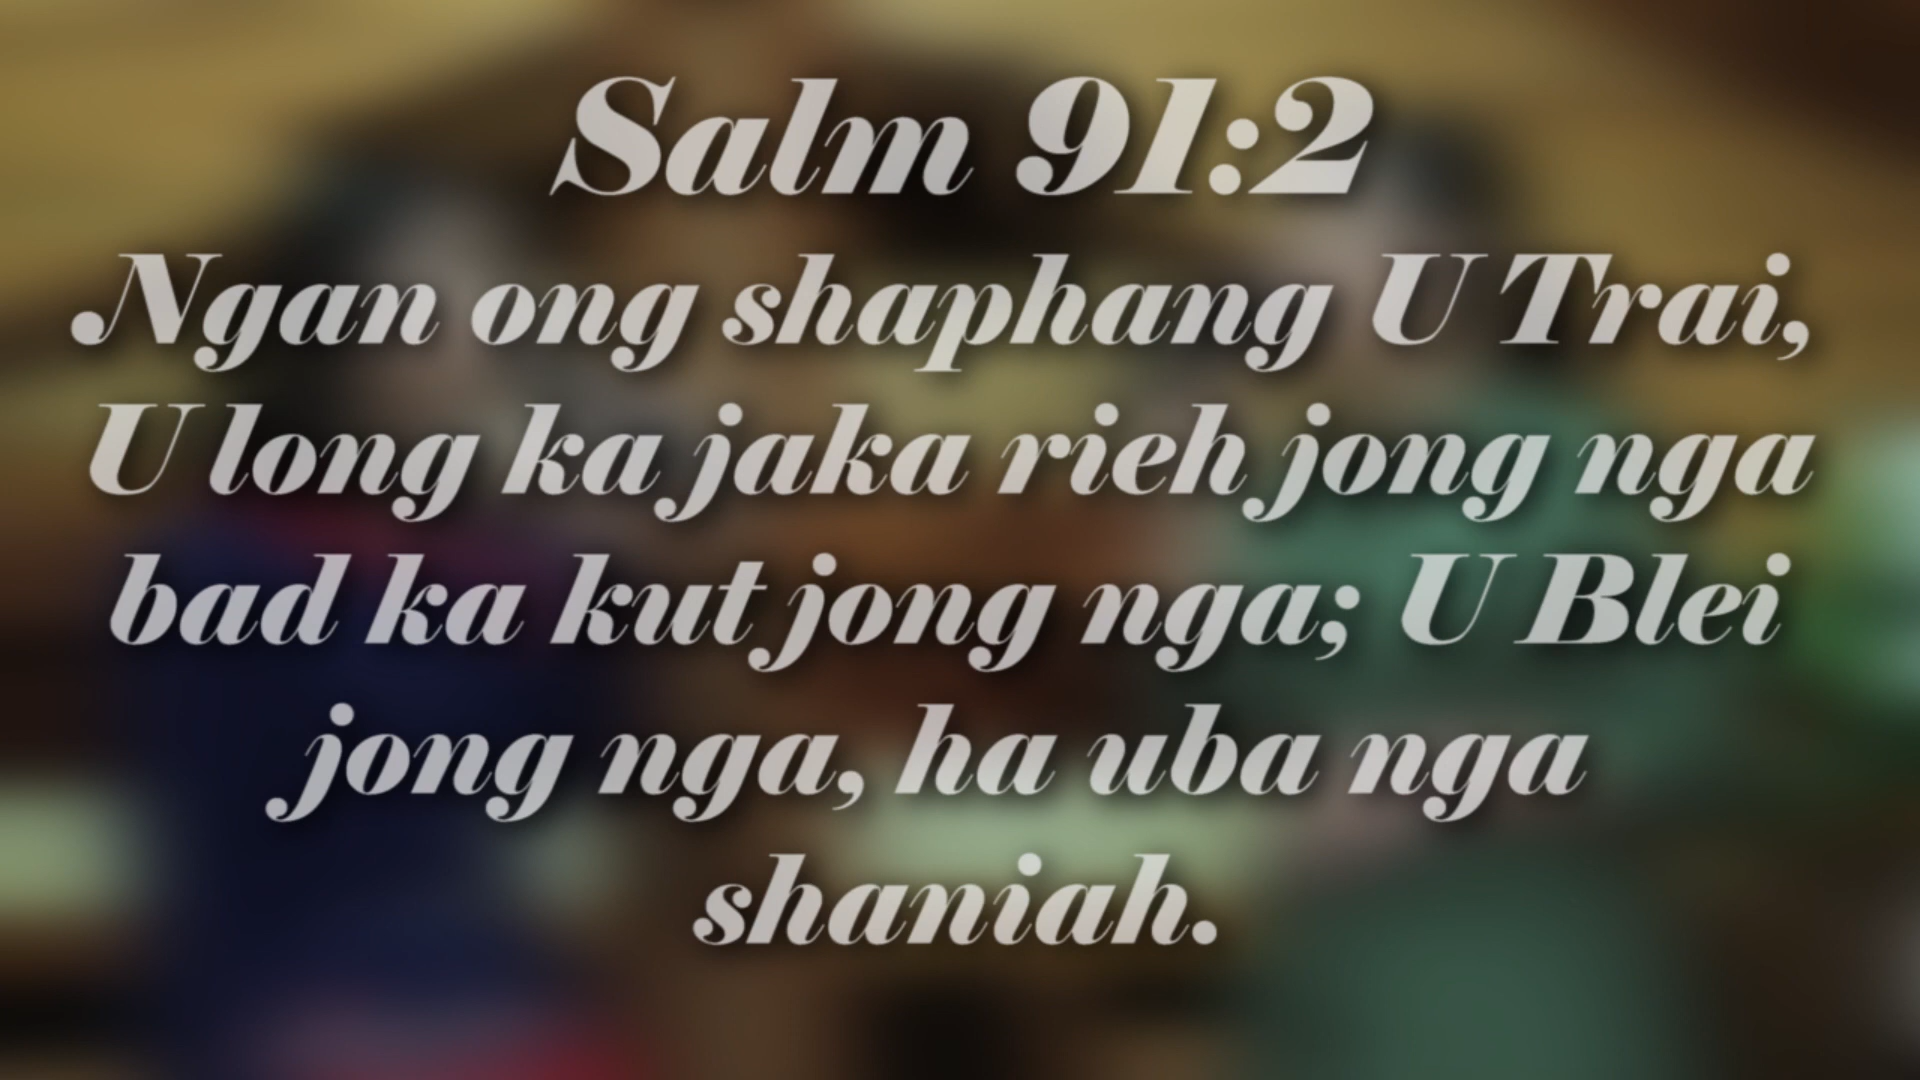 Salm 91:2
Ngan ong shaphang U Trai,
U long ka jaka rieh jong nga
bad ka kut jong nga; U Blei
jong nga, ha uba nga
shaniah.